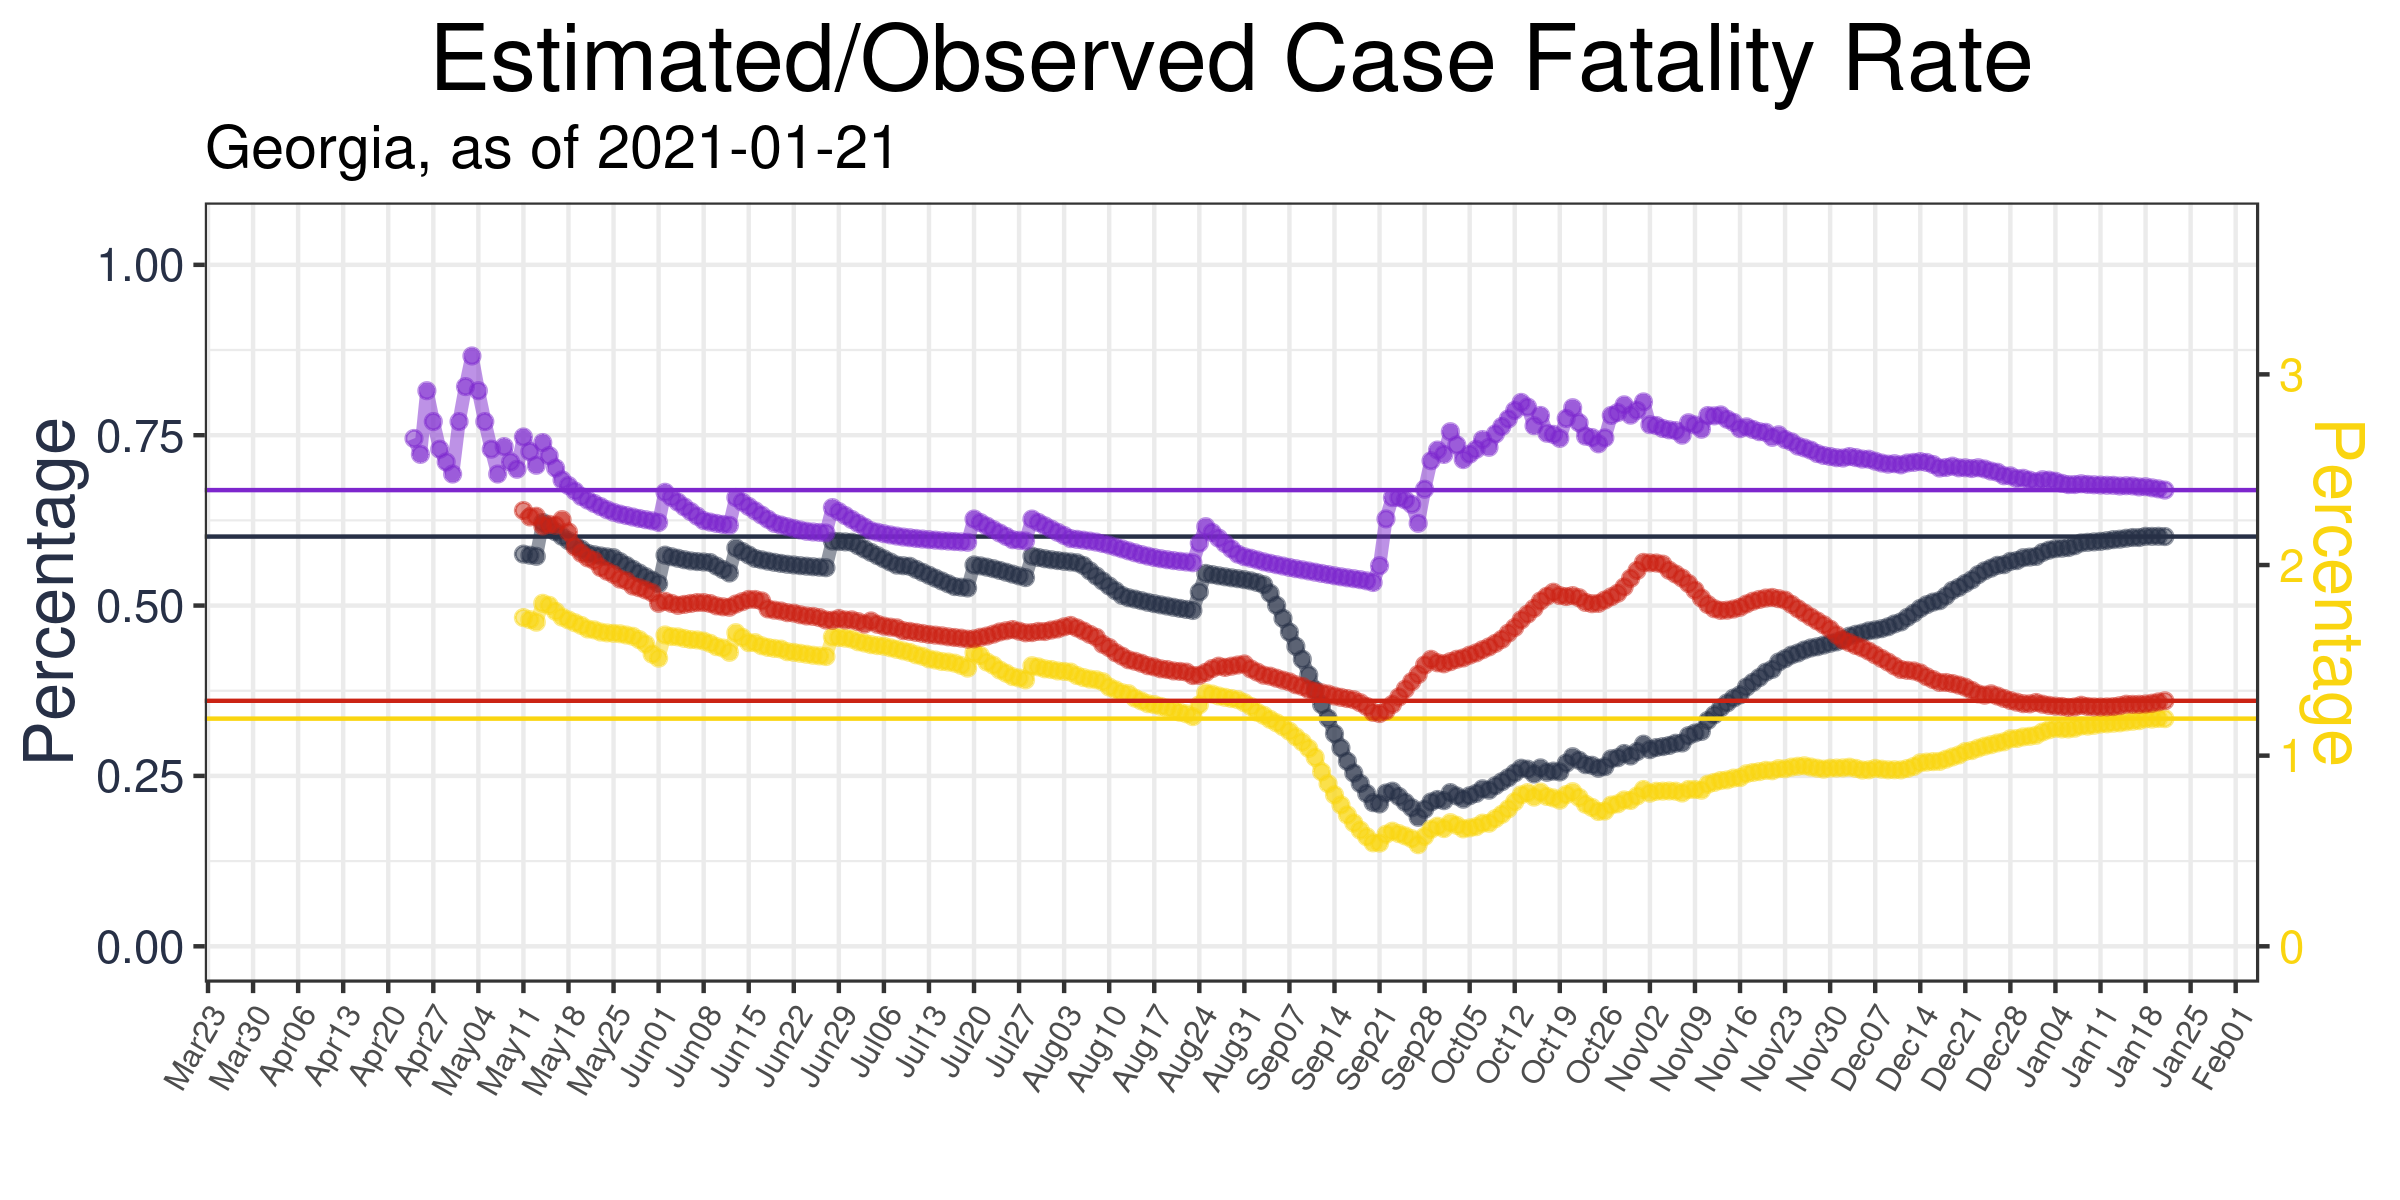 Estimated/Observed Case Fatality Rate
Georgia, as of 2021-01-21
Percentage
1.00
0.75
0.50
0.25
0.00
3
2
1
0
Percentage
Mar23 Mar30 Apr06 Apr13 Apr20 Apr27 May04 May11 May18 May25 Jun01 Jun08 Jun15 Jun22 Jun29 Jul06 Jul13 Jul20 Jul27 Aug03 Aug10 Aug17 Aug24 Aug31 Sep07 Sep14 Sep21 Sep28 Oct05 Oct12 Oct19 Oct26 Nov02 Nov09 Nov16 Nov23 Nov30 Dec07 Dec14 Dec21 Dec28 Jan04 Jan11 Jan18 Jan25 Feb01